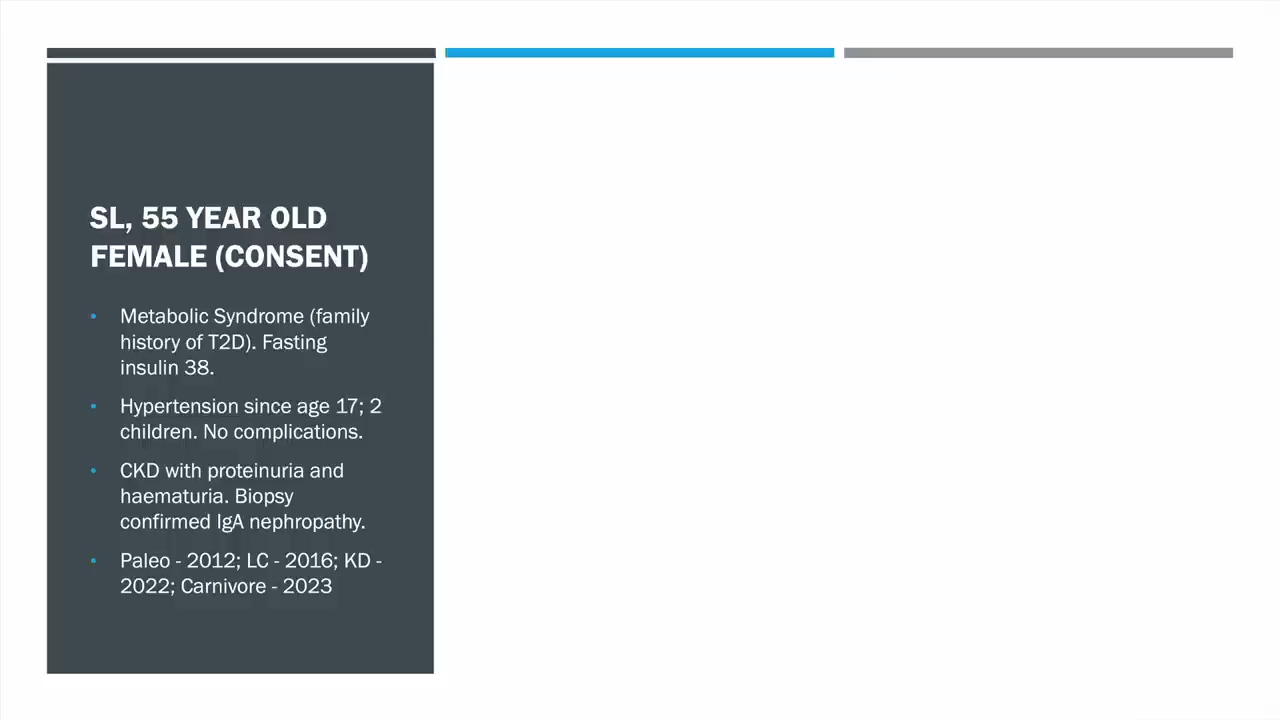 SL, 55 YEAR OLD
FEMALE (CONSENT)
• Metabolic Syndrome (family
history of T2D). Fasting
insulin 38.
• Hypertension since age 17; 2
children. No complications.
• CKD with proteinuria and
haematuria. Biopsy
confirmed IgA nephropathy.
• Paleo - 2012; LC - 2016; KD -
2022; Carnivore - 2023